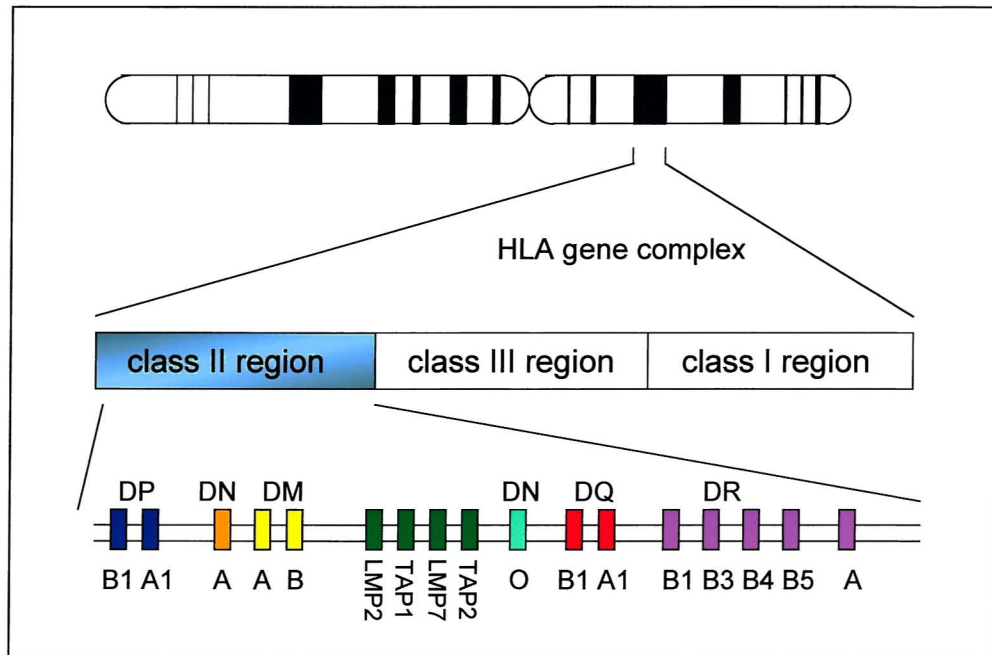 HLA gene complex
class II region class III region class I region
DP DN DM DN DQ DR
B1 A1 A A B LMP2 TAP1 LMP7 TAP2 O B1 A1 B1 B3 B4 B5 A